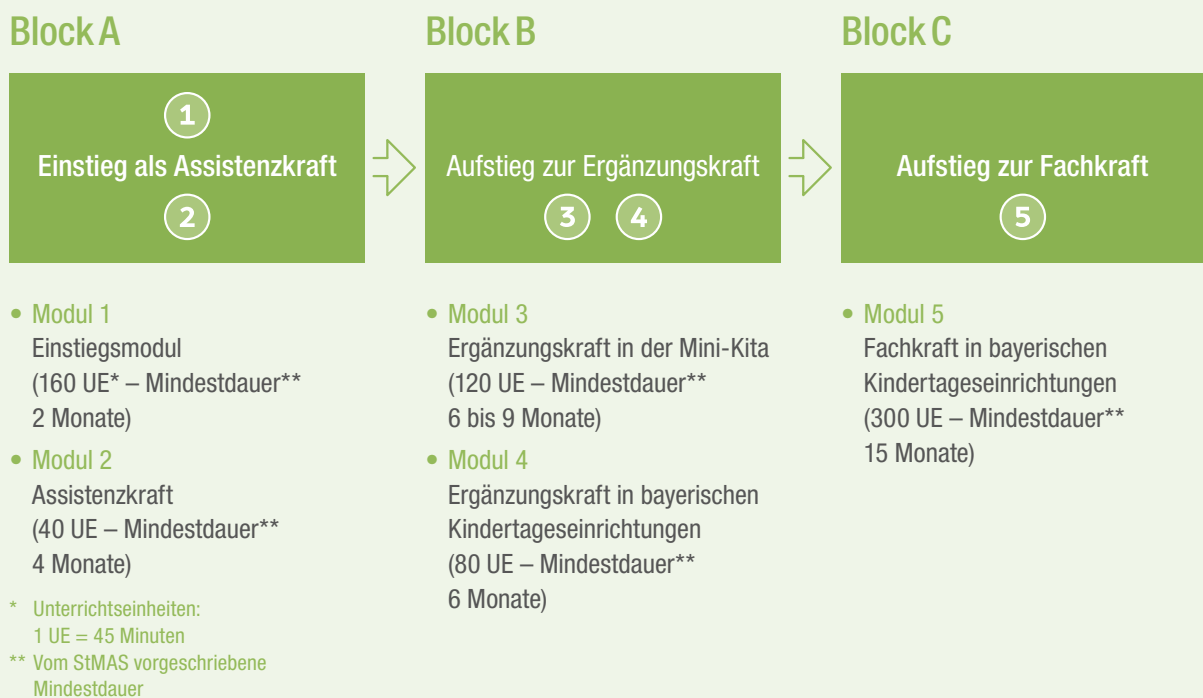 Block A
1
Einstieg als Assistenzkraft
2
• Modul 1
Einstiegsmodul
(160 UE* – Mindestdauer**
2 Monate)
• Modul 2
Assistenzkraft
(40 UE – Mindestdauer**
4 Monate)
* Unterrichtseinheiten:
1 UE = 45 Minuten
** Vom StMAS vorgeschriebene
Mindestdauer
Block B
Aufstieg zur Ergänzungskraft
3 4
• Modul 3
Ergänzungskraft in der Mini-Kita
(120 UE – Mindestdauer**
6 bis 9 Monate)
• Modul 4
Ergänzungskraft in bayerischen
Kindertageseinrichtungen
(80 UE – Mindestdauer**
6 Monate)
Block C
Aufstieg zur Fachkraft
5
• Modul 5
Fachkraft in bayerischen
Kindertageseinrichtungen
(300 UE – Mindestdauer**
15 Monate)